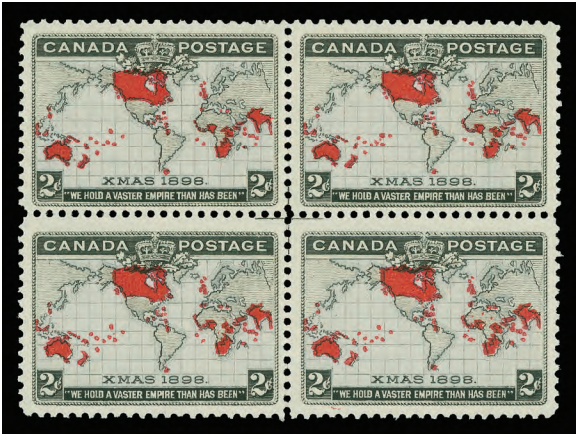 CANADA POSTAGE
XMAS 1898.
2¢ 2¢
"WE HOLD A VASTER EMPIRE THAN HAS BEEN"
CANADA POSTAGE
XMAS 1898.
2¢ 2¢
"WE HOLD A VASTER EMPIRE THAN HAS BEEN"
CANADA POSTAGE
XMAS 1898.
2¢ 2¢
"WE HOLD A VASTER EMPIRE THAN HAS BEEN"
CANADA POSTAGE
XMAS 1898.
2¢ 2¢
"WE HOLD A VASTER EMPIRE THAN HAS BEEN"